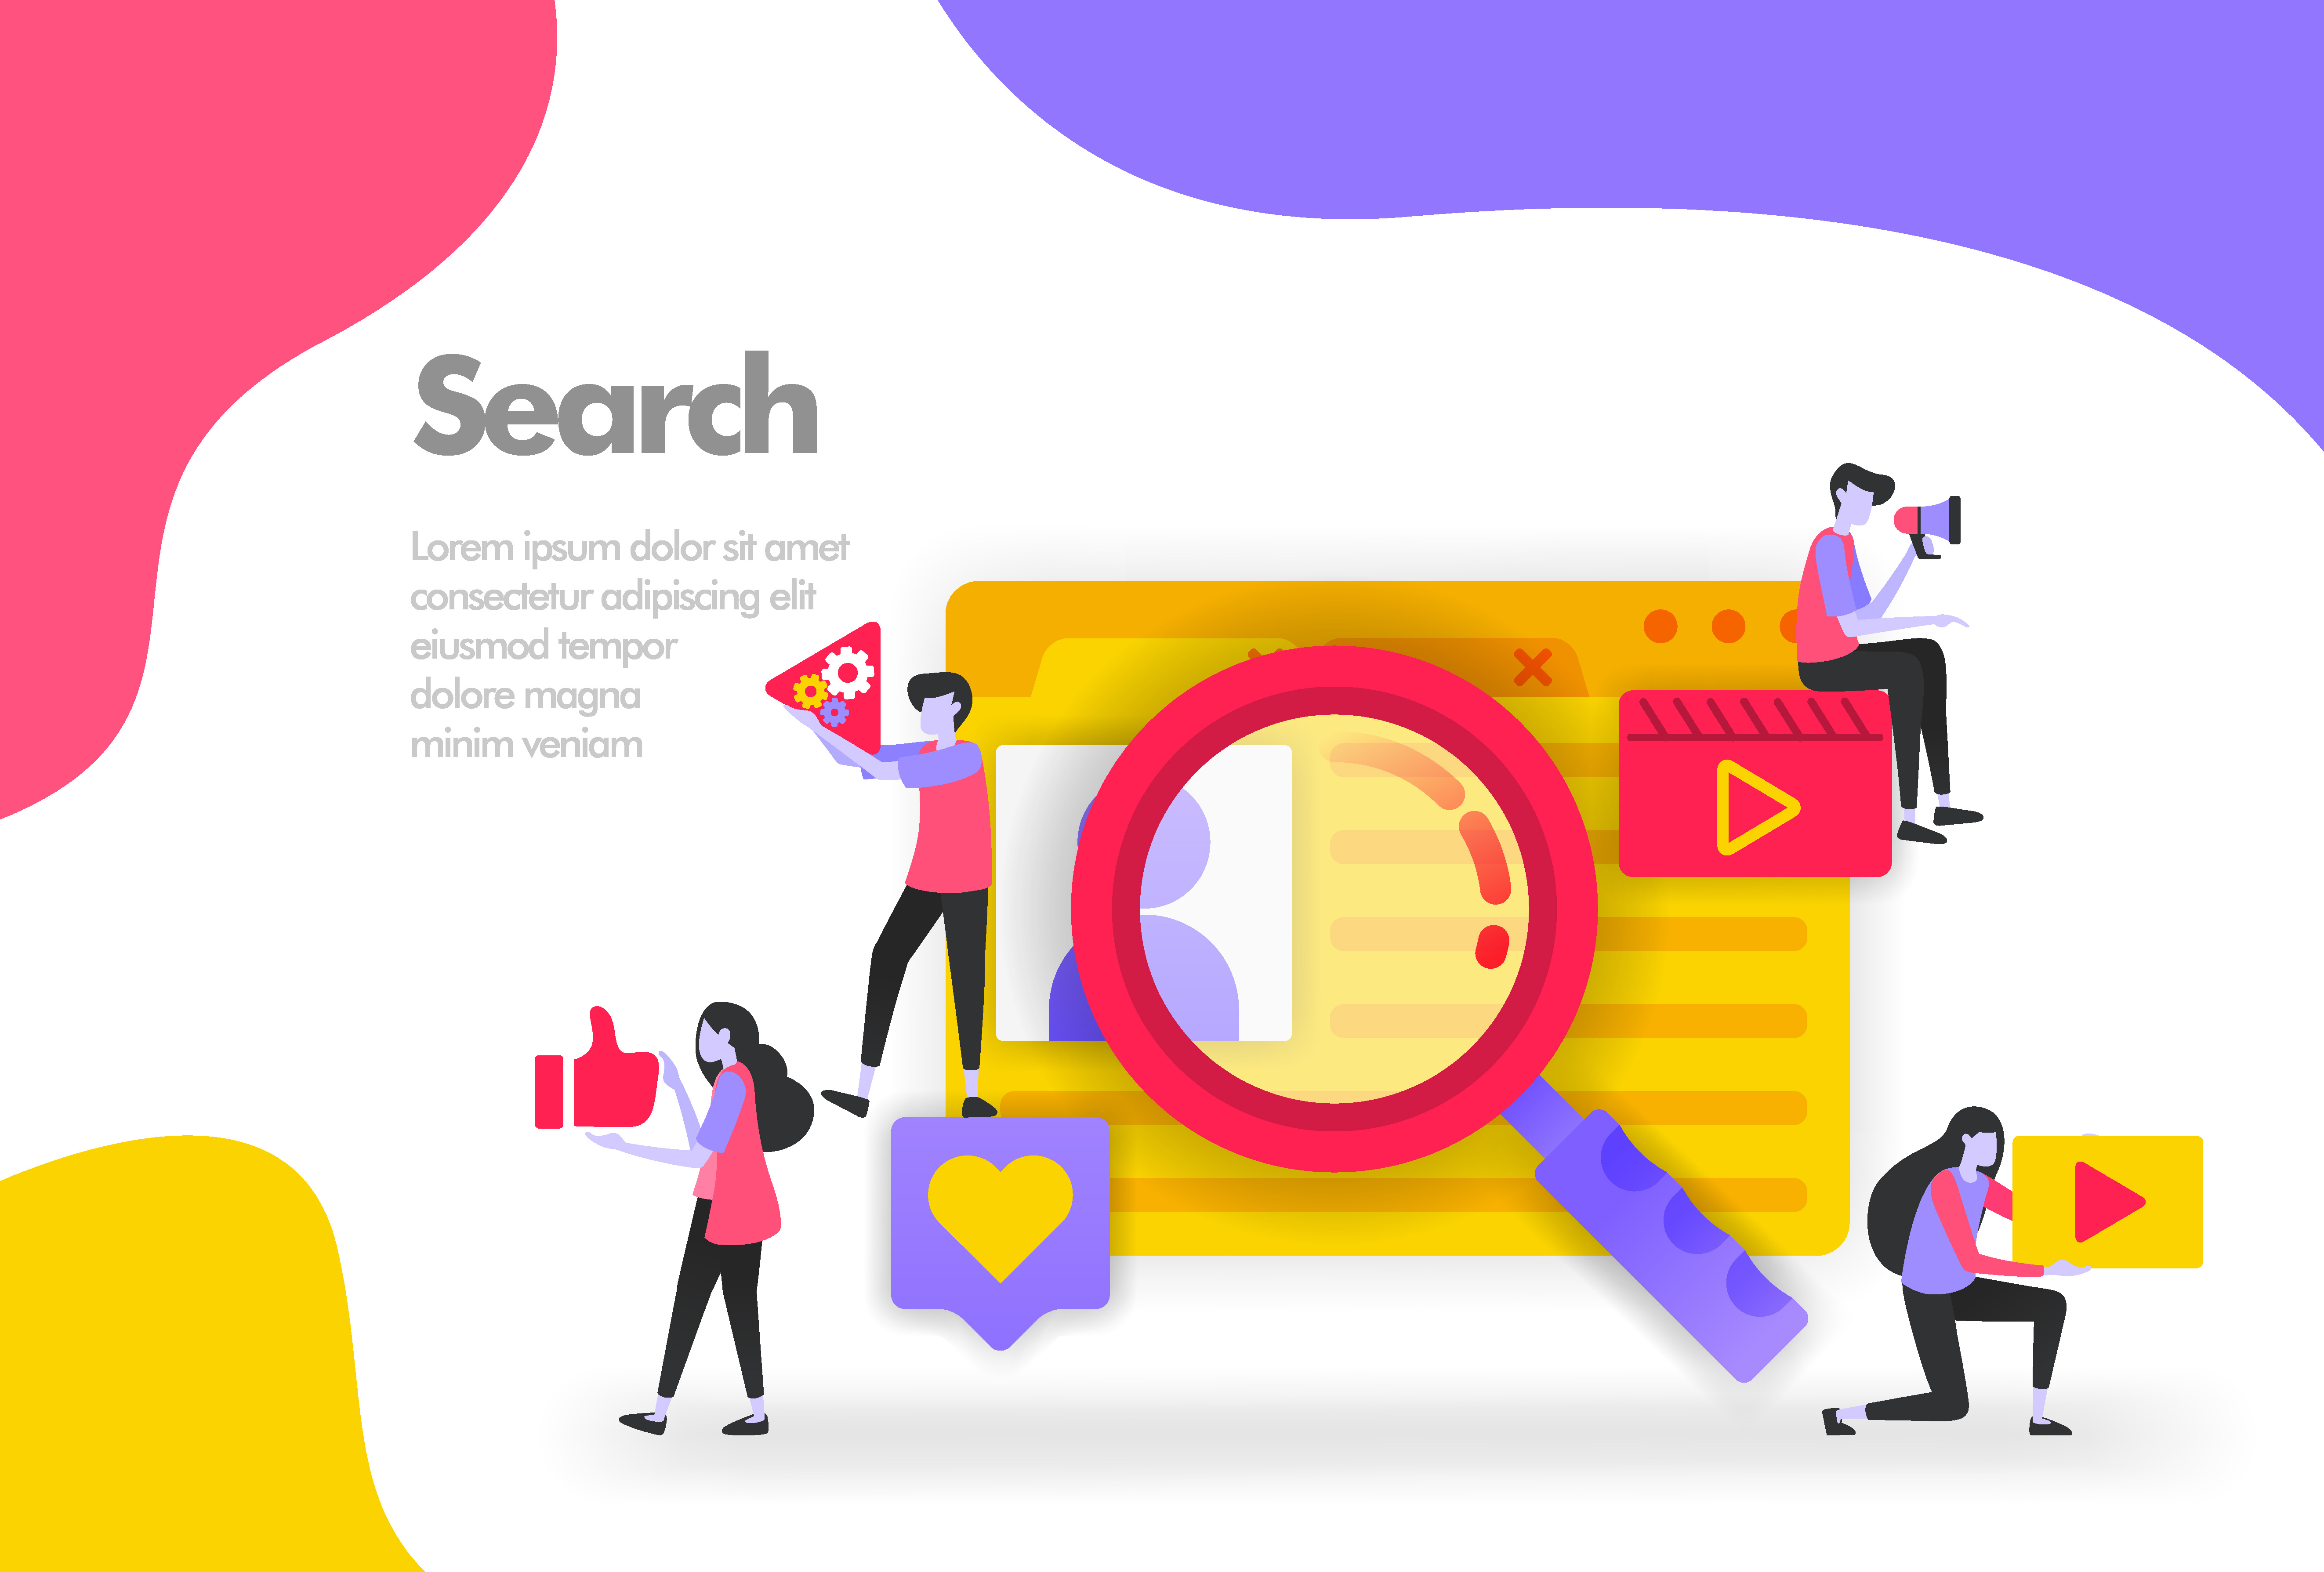 Search
Lorem ipsum dolor sit amet
consectetur adipiscing elit
eiusmod tempor
dolore magna
minim veniam